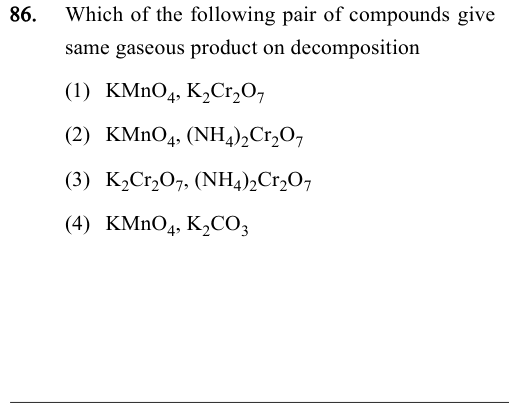 86. Which of the following pair of compounds give
same gaseous product on decomposition
(1) KMnO₄, K₂Cr₂O₇
(2) KMnO₄, (NH₄)₂Cr₂O₇
(3) K₂Cr₂O₇, (NH₄)₂Cr₂O₇
(4) KMnO₄, K₂CO₃